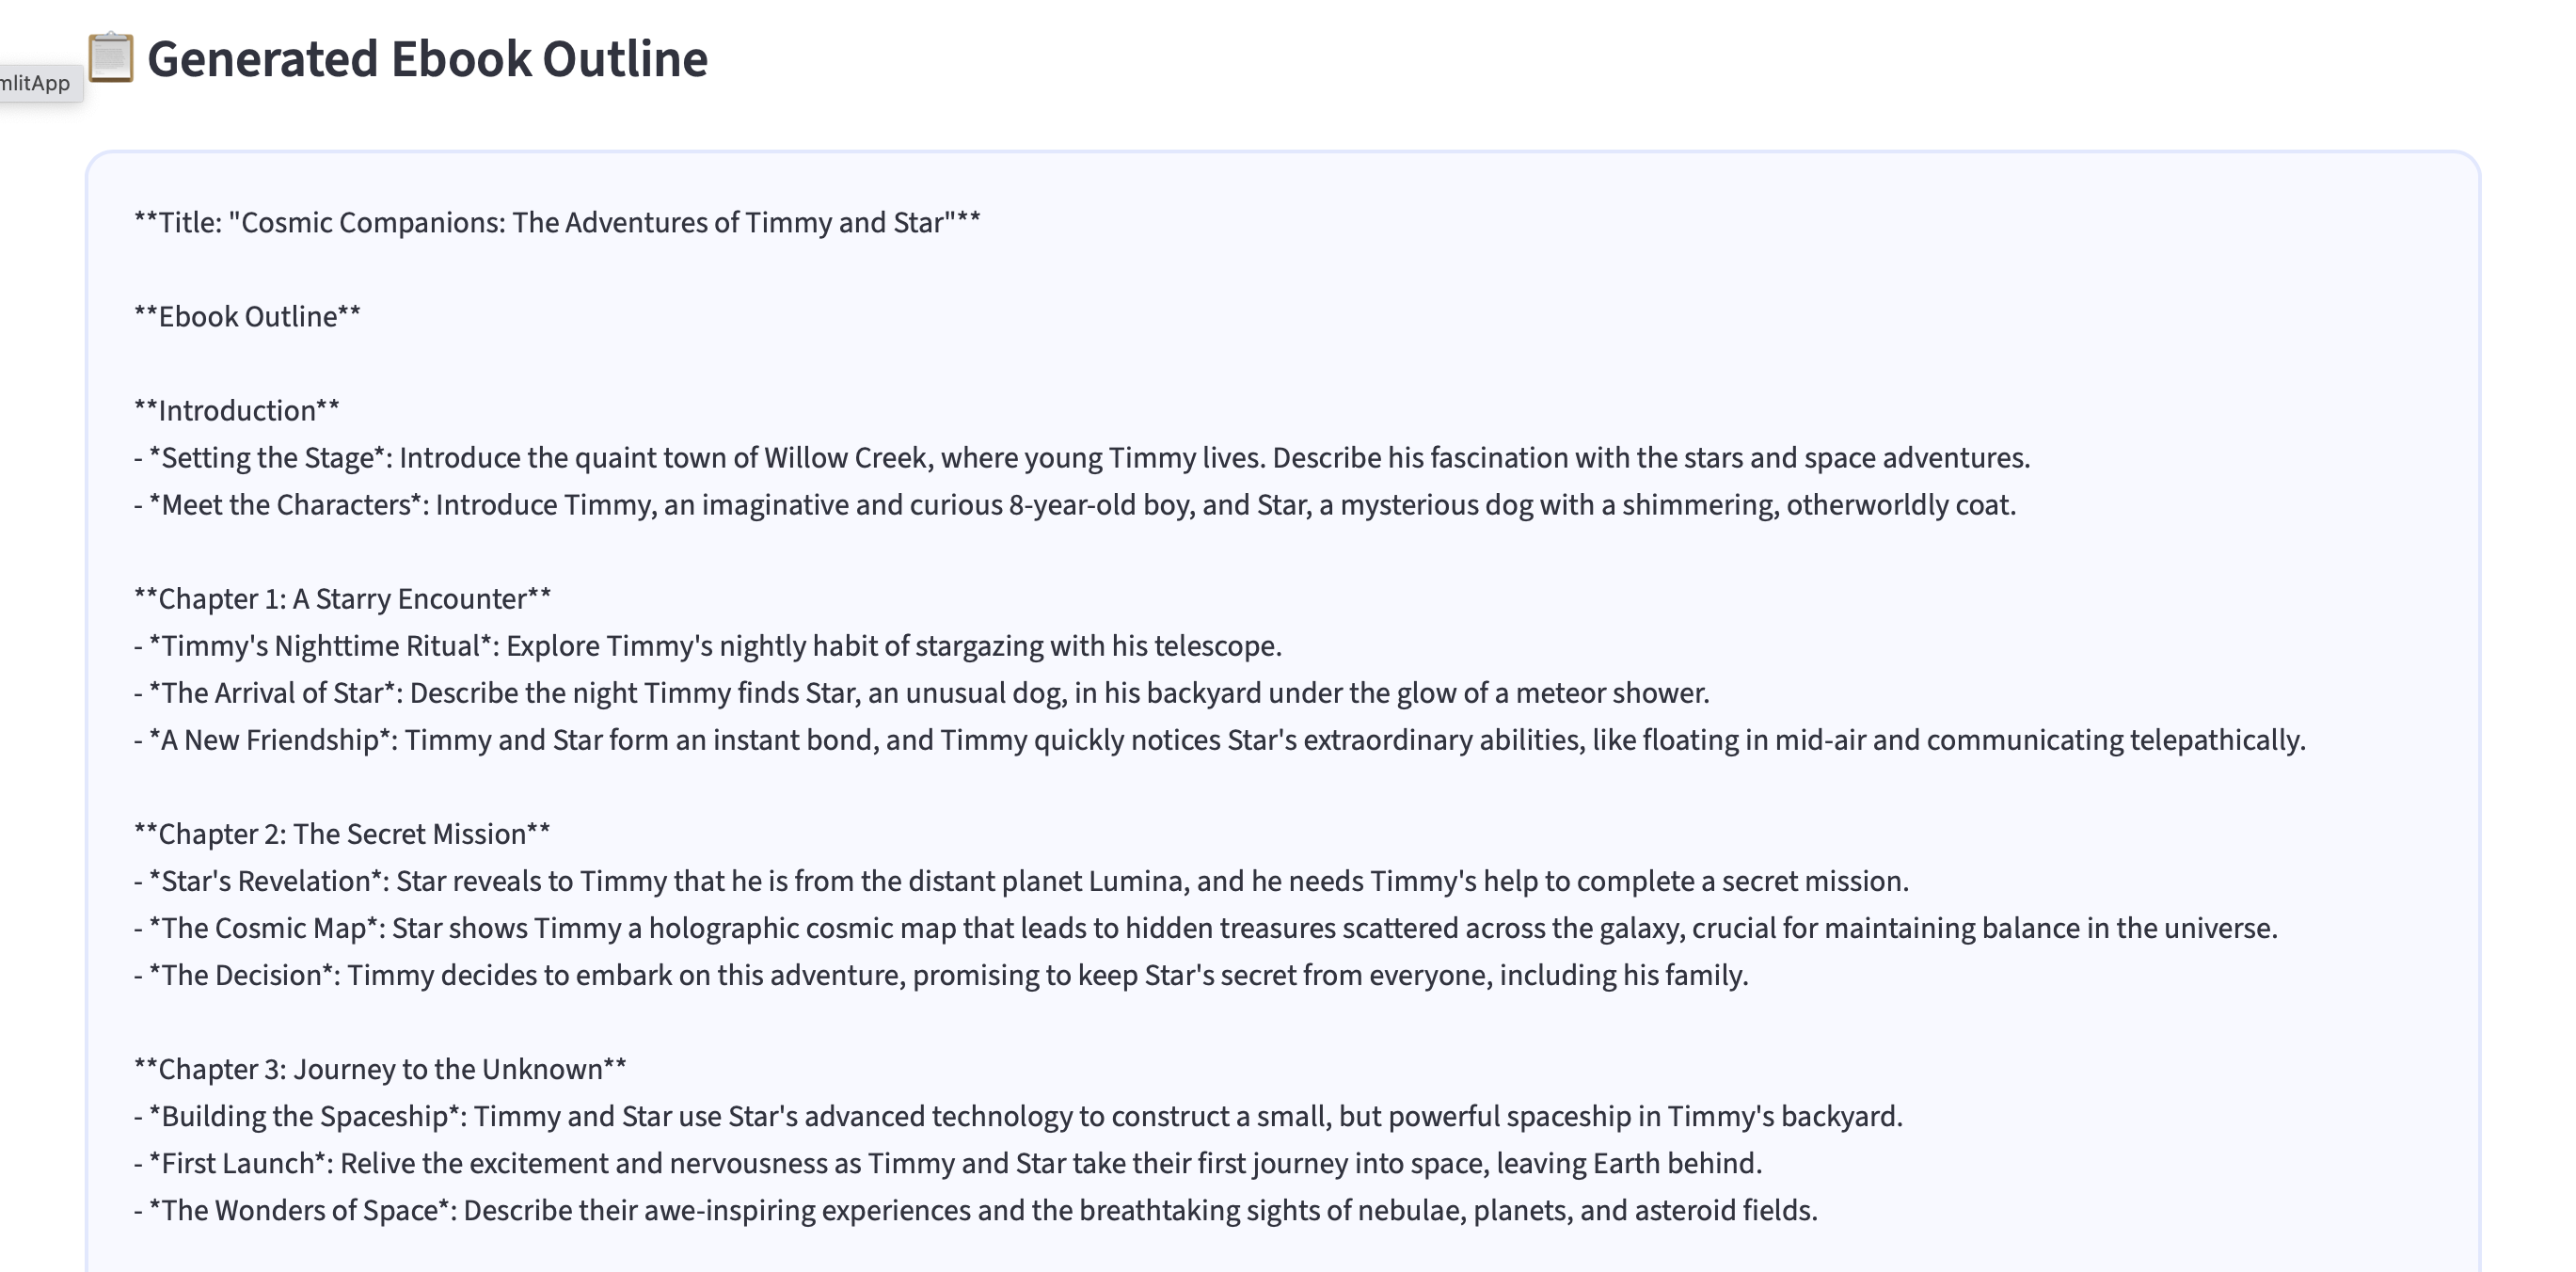 Generated Ebook Outline
mlitApp
**Title: "Cosmic Companions: The Adventures of Timmy and Star"**
**Ebook Outline**
**Introduction**
- *Setting the Stage*: Introduce the quaint town of Willow Creek, where young Timmy lives. Describe his fascination with the stars and space adventures.
- *Meet the Characters*: Introduce Timmy, an imaginative and curious 8-year-old boy, and Star, a mysterious dog with a shimmering, otherworldly coat.
**Chapter 1: A Starry Encounter**
- *Timmy's Nighttime Ritual*: Explore Timmy's nightly habit of stargazing with his telescope.
- *The Arrival of Star*: Describe the night Timmy finds Star, an unusual dog, in his backyard under the glow of a meteor shower.
- *A New Friendship*: Timmy and Star form an instant bond, and Timmy quickly notices Star's extraordinary abilities, like floating in mid-air and communicating telepathically.
**Chapter 2: The Secret Mission**
- *Star's Revelation*: Star reveals to Timmy that he is from the distant planet Lumina, and he needs Timmy's help to complete a secret mission.
- *The Cosmic Map*: Star shows Timmy a holographic cosmic map that leads to hidden treasures scattered across the galaxy, crucial for maintaining balance in the universe.
- *The Decision*: Timmy decides to embark on this adventure, promising to keep Star's secret from everyone, including his family.
**Chapter 3: Journey to the Unknown**
- *Building the Spaceship*: Timmy and Star use Star's advanced technology to construct a small, but powerful spaceship in Timmy's backyard.
- *First Launch*: Relive the excitement and nervousness as Timmy and Star take their first journey into space, leaving Earth behind.
- *The Wonders of Space*: Describe their awe-inspiring experiences and the breathtaking sights of nebulae, planets, and asteroid fields.